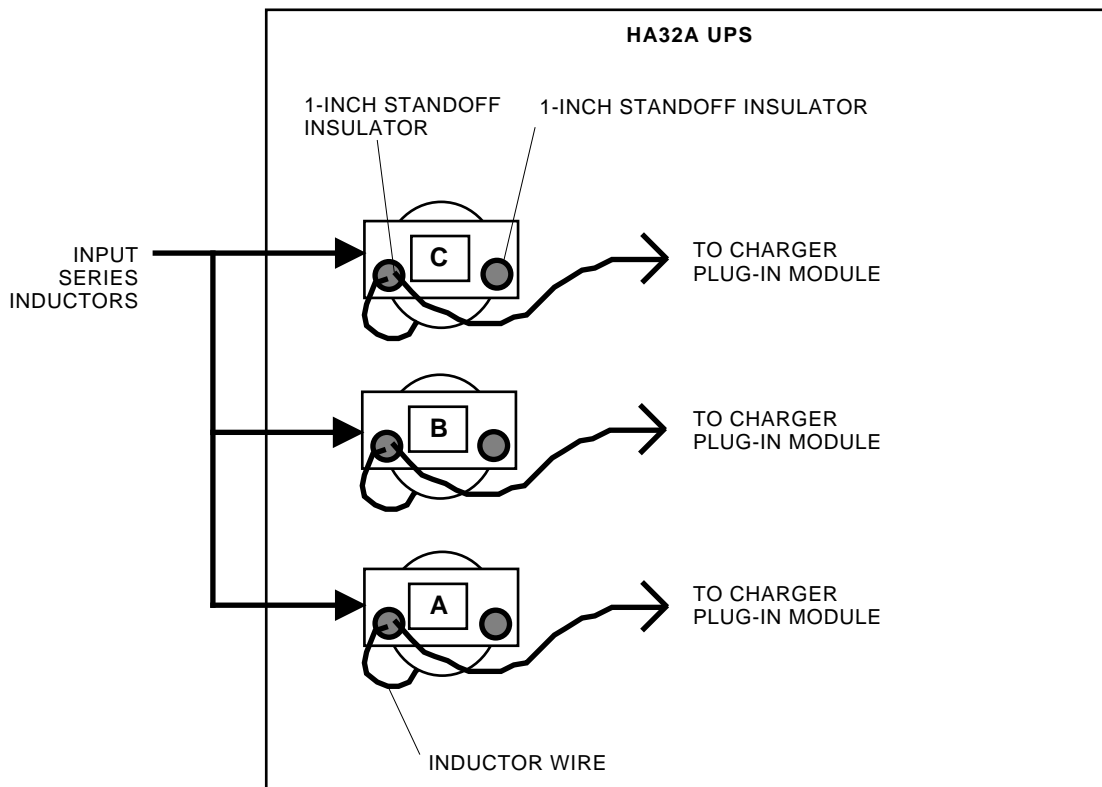 HA32A UPS
1-INCH STANDOFF
INSULATOR
1-INCH STANDOFF INSULATOR
INPUT
SERIES
INDUCTORS
C
TO CHARGER
PLUG-IN MODULE
B
TO CHARGER
PLUG-IN MODULE
A
TO CHARGER
PLUG-IN MODULE
INDUCTOR WIRE